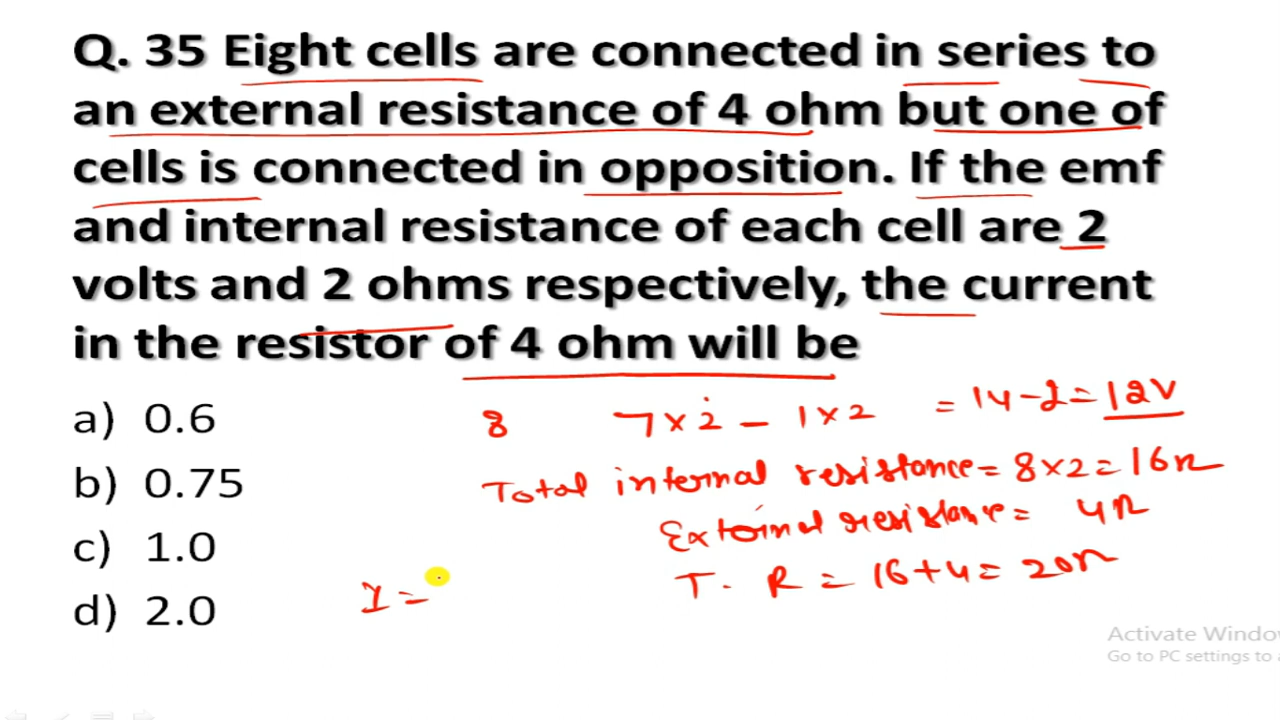 Q. 35 Eight cells are connected in series to
an external resistance of 4 ohm but one of
cells is connected in opposition. If the emf
and internal resistance of each cell are 2
volts and 2 ohms respectively, the current
in the resistor of 4 ohm will be
a) 0.6
b) 0.75
c) 1.0
d) 2.0
8 7 × 2 – 1 × 2 = 14 – 2 = 12V
Total internal resistance = 8 × 2 = 16Ω
External resistance = 4Ω
T. R = 16 + 4 = 20Ω
I =
Activate Windo
Go to PC settings to a